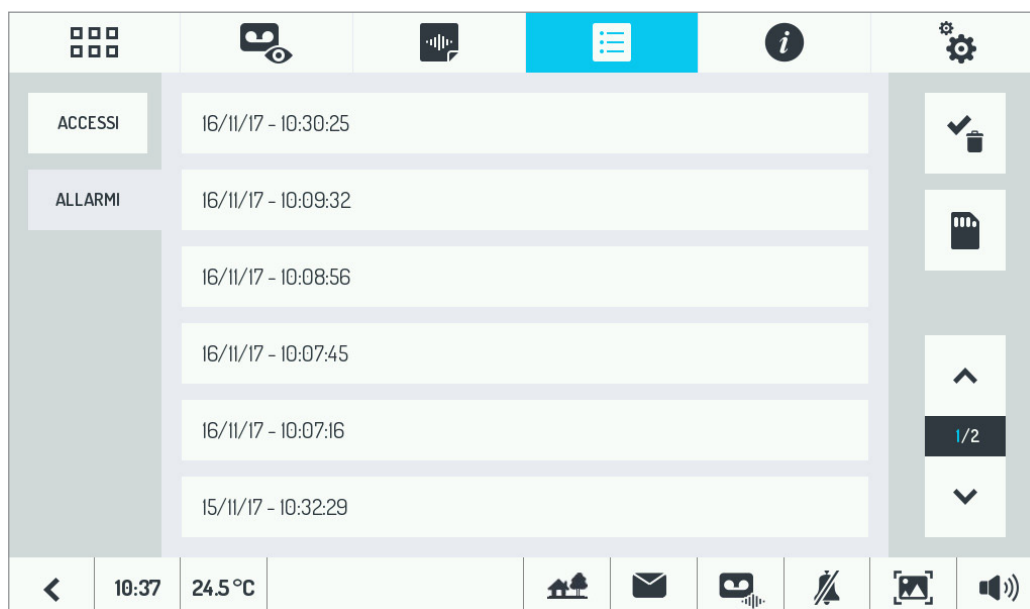 ACCESSI
ALLARMI
16/11/17 - 10:30:25
16/11/17 - 10:09:32
16/11/17 - 10:08:56
16/11/17 - 10:07:45
16/11/17 - 10:07:16
15/11/17 - 10:32:29
1/2
10:37
24.5 °C